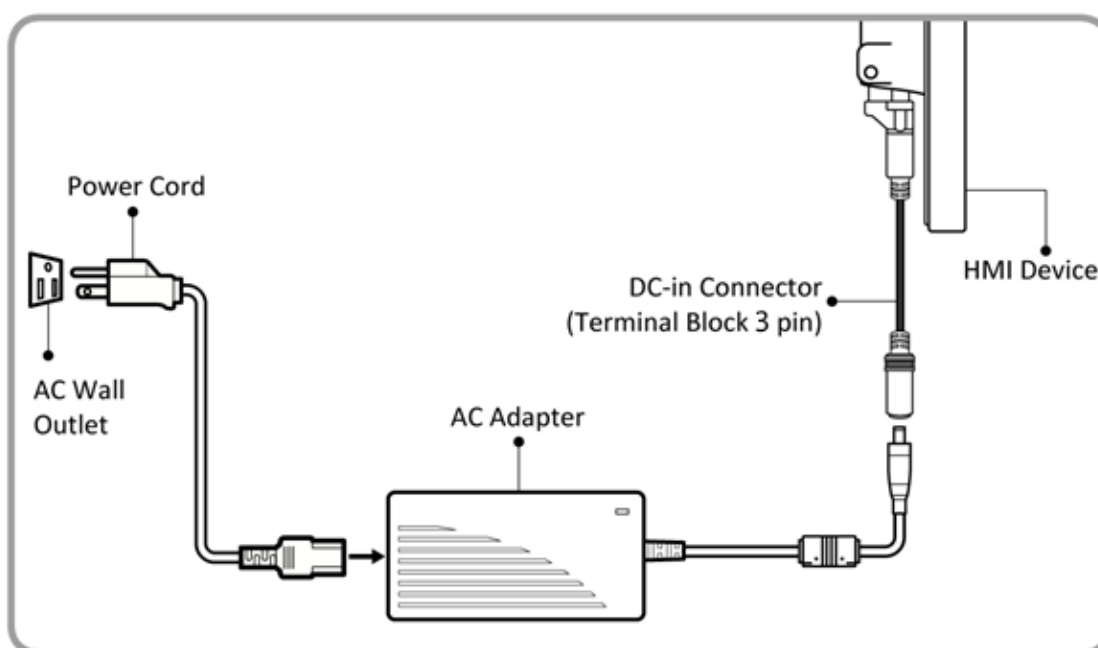 Power Cord
HMI Device
DC-in Connector
(Terminal Block 3 pin)
AC Wall
Outlet
AC Adapter